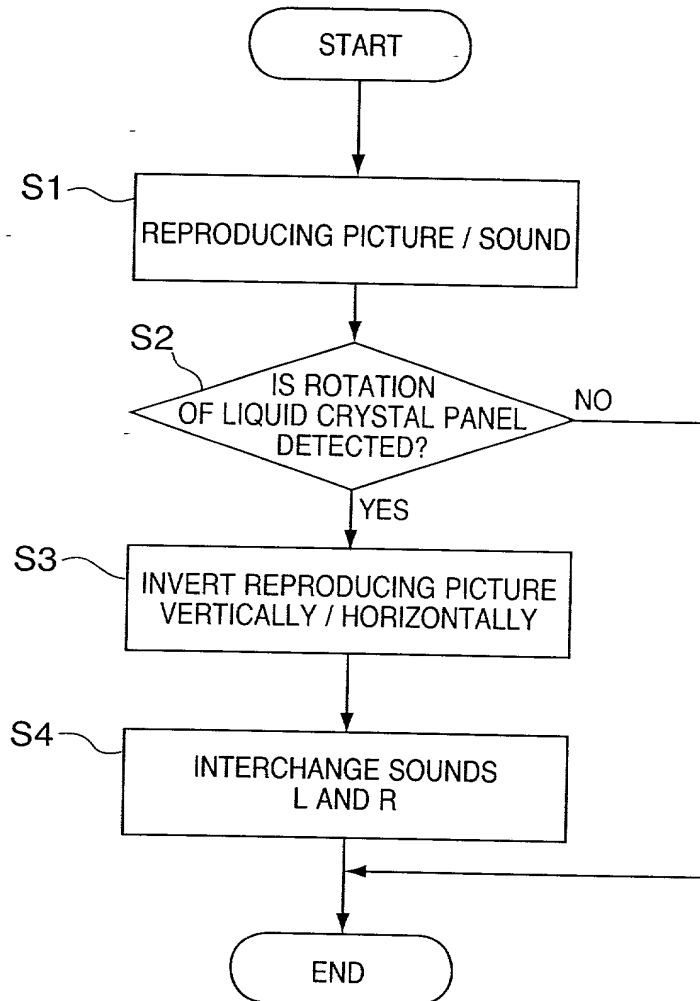 START
S1
REPRODUCING PICTURE / SOUND
S2
IS ROTATION
OF LIQUID CRYSTAL PANEL
DETECTED?
NO
YES
S3
INVERT REPRODUCING PICTURE
VERTICALLY / HORIZONTALLY
S4
INTERCHANGE SOUNDS
L AND R
END